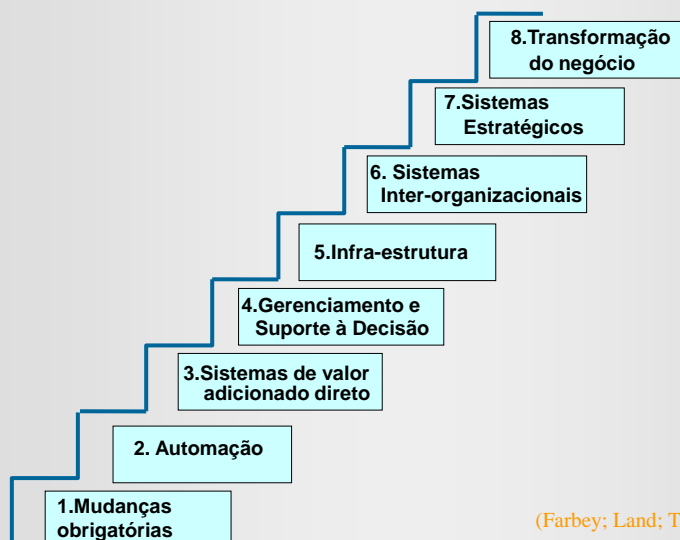 8.Transformação
do negócio
7.Sistemas
Estratégicos
6. Sistemas
Inter-organizacionais
5.Infra-estrutura
4.Gerenciamento e
Suporte à Decisão
3.Sistemas de valor
adicionado direto
2. Automação
1.Mudanças
obrigatórias
(Farbey; Land; T